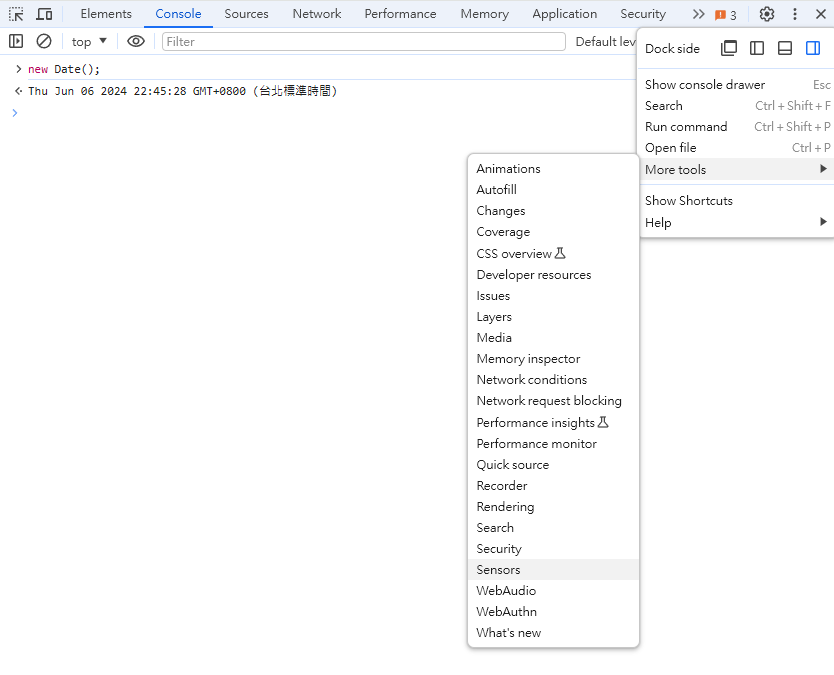 Elements Console Sources Network Performance Memory Application Security 3
top Filter Default lev
new Date();
Thu Jun 06 2024 22:45:28 GMT+0800 (台北標準時間)
Dock side
Show console drawer Esc
Search Ctrl + Shift + F
Run command Ctrl + Shift + P
Open file Ctrl + P
More tools
Show Shortcuts
Help
Animations
Autofill
Changes
Coverage
CSS overview
Developer resources
Issues
Layers
Media
Memory inspector
Network conditions
Network request blocking
Performance insights
Performance monitor
Quick source
Recorder
Rendering
Search
Security
Sensors
WebAudio
WebAuthn
What's new